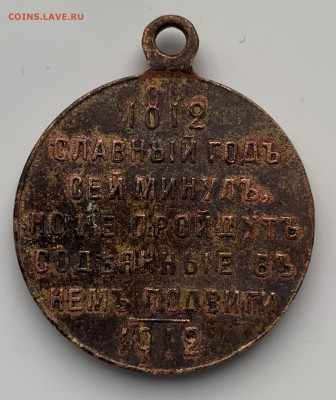 COINS.LAVE.RU
1812
СЛАВНЫЙ ГОДЪ
СЕЙ МИНУЛЪ,
НО НЕ ПРОЙДУТЪ
СОДѢЯННЫЕ ВЪ
НЕМЪ ПОДВИГИ
1912